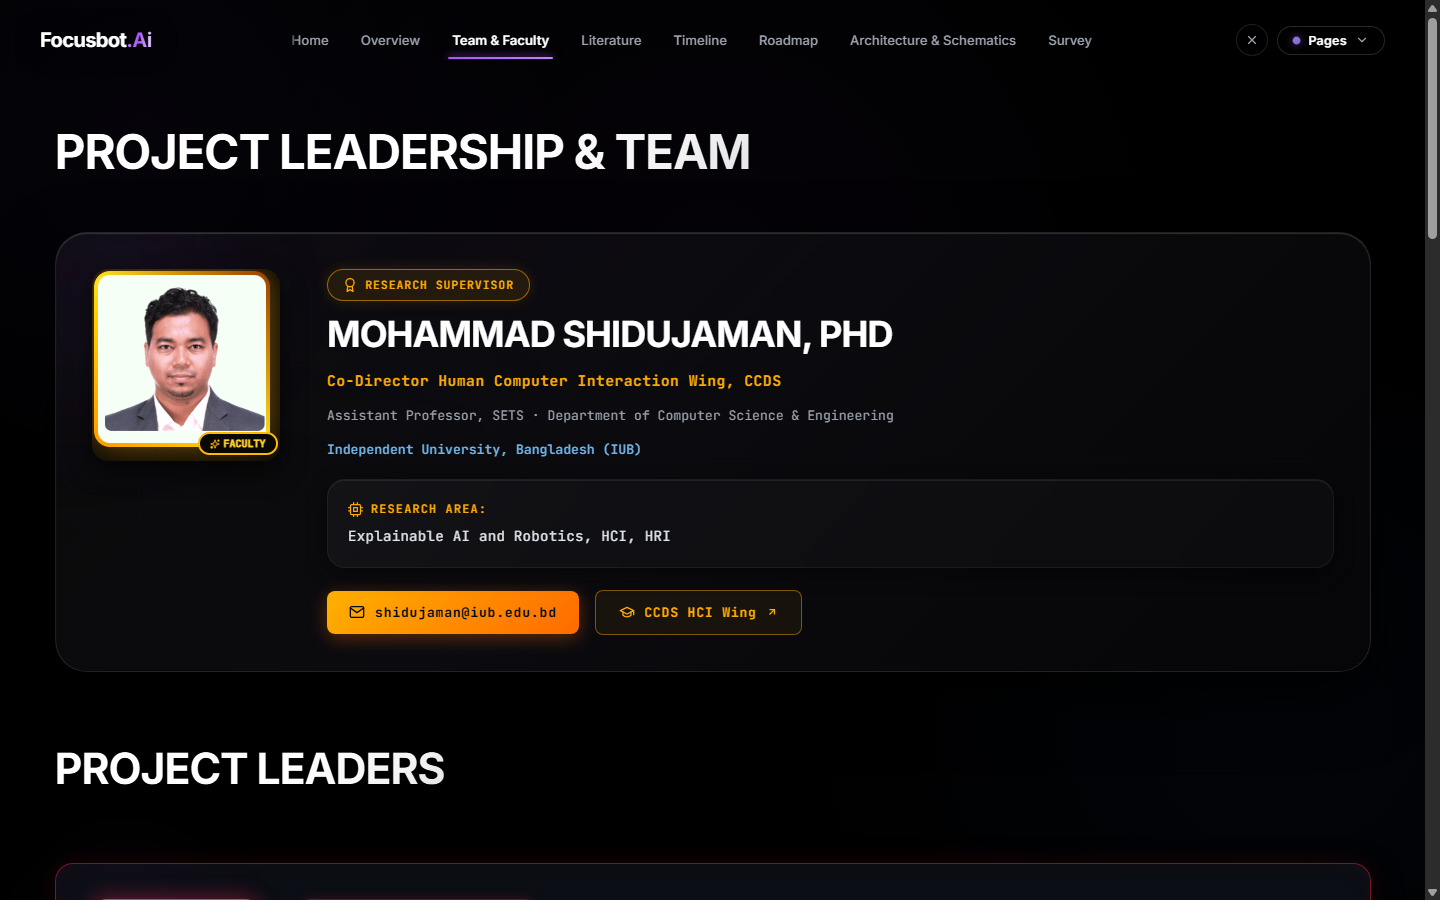 Focusbot.Ai
Home Overview Team & Faculty Literature Timeline Roadmap Architecture & Schematics Survey
Pages
PROJECT LEADERSHIP & TEAM
FACULTY
RESEARCH SUPERVISOR
MOHAMMAD SHIDUJAMAN, PHD
Co-Director Human Computer Interaction Wing, CCDS
Assistant Professor, SETS · Department of Computer Science & Engineering
Independent University, Bangladesh (IUB)
RESEARCH AREA:
Explainable AI and Robotics, HCI, HRI
shidujaman@iub.edu.bd
CCDS HCI Wing
PROJECT LEADERS